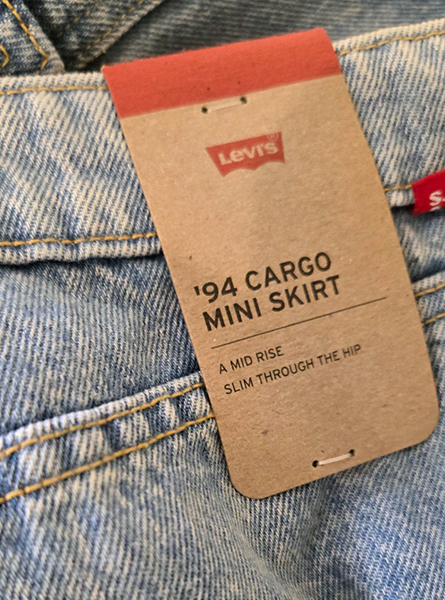 Levi's®
'94 CARGO
MINI SKIRT
A MID RISE
SLIM THROUGH THE HIP